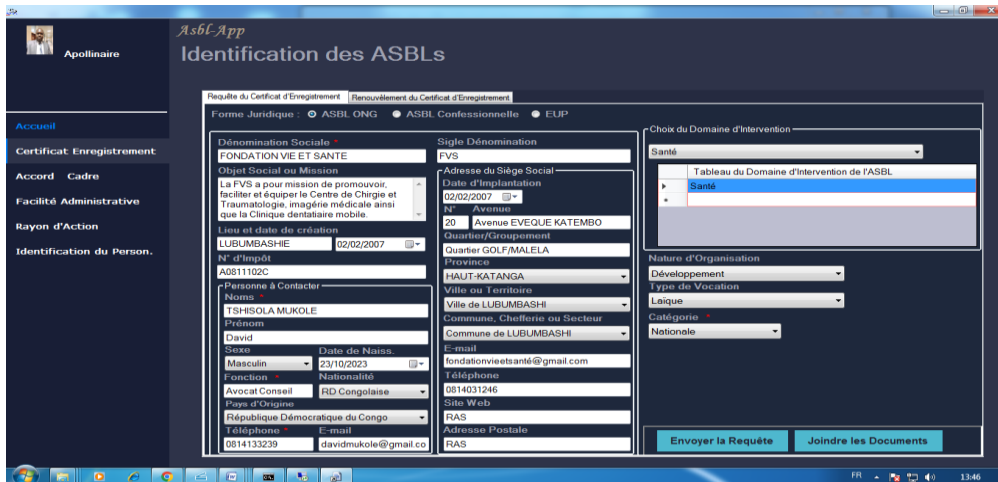 Asbl-App
Apollinaire
Identification des ASBLs
Requête du Certificat d'Enregistrement
Renouvèlement du Certificat d'Enregistrement
Forme Juridique :
ASBL ONG
ASBL Confessionnelle
EUP
Accueil
Certificat Enregistrement
Accord Cadre
Facilité Administrative
Rayon d'Action
Identification du Person.
Dénomination Sociale *
FONDATION VIE ET SANTE
Objet Social ou Mission
La FVS a pour mission de promouvoir,
faciliter et équiper le Centre de Chirgie et
Traumatologie, imagérie médicale ainsi
que la Clinique dentatiaire mobile.
Lieu et date de création
LUBUMBASHIE
02/02/2007
N° d'Impôt
A0811102C
Personne à Contacter
Noms *
TSHISOLA MUKOLE
Prénom
David
Sexe
Date de Naiss.
Masculin
23/10/2023
Fonction *
Nationalité
Avocat Conseil
RD Congolaise
Pays d'Origine
République Démocratique du Congo
Téléphone *
E-mail
0814133239
davidmukole@gmail.co
Sigle Dénomination
FVS
Adresse du Siège Social
Date d'Implantation
02/02/2007
N° Avenue
20
Avenue EVEQUE KATEMBO
Quartier/Groupement
Quartier GOLF/MALELA
Province
HAUT-KATANGA
Ville ou Territoire
Ville de LUBUMBASHI
Commune, Chefferie ou Secteur
Commune de LUBUMBASHI
E-mail
fondationvieetsanté@gmail.com
Téléphone
0814031246
Site Web
RAS
Adresse Postale
RAS
Choix du Domaine d'Intervention
Santé
Tableau du Domaine d'Intervention de l'ASBL
Santé
Nature d'Organisation
Développement
Type de Vocation
Laïque
Catégorie *
Nationale
Envoyer la Requête
Joindre les Documents
FR
13:46